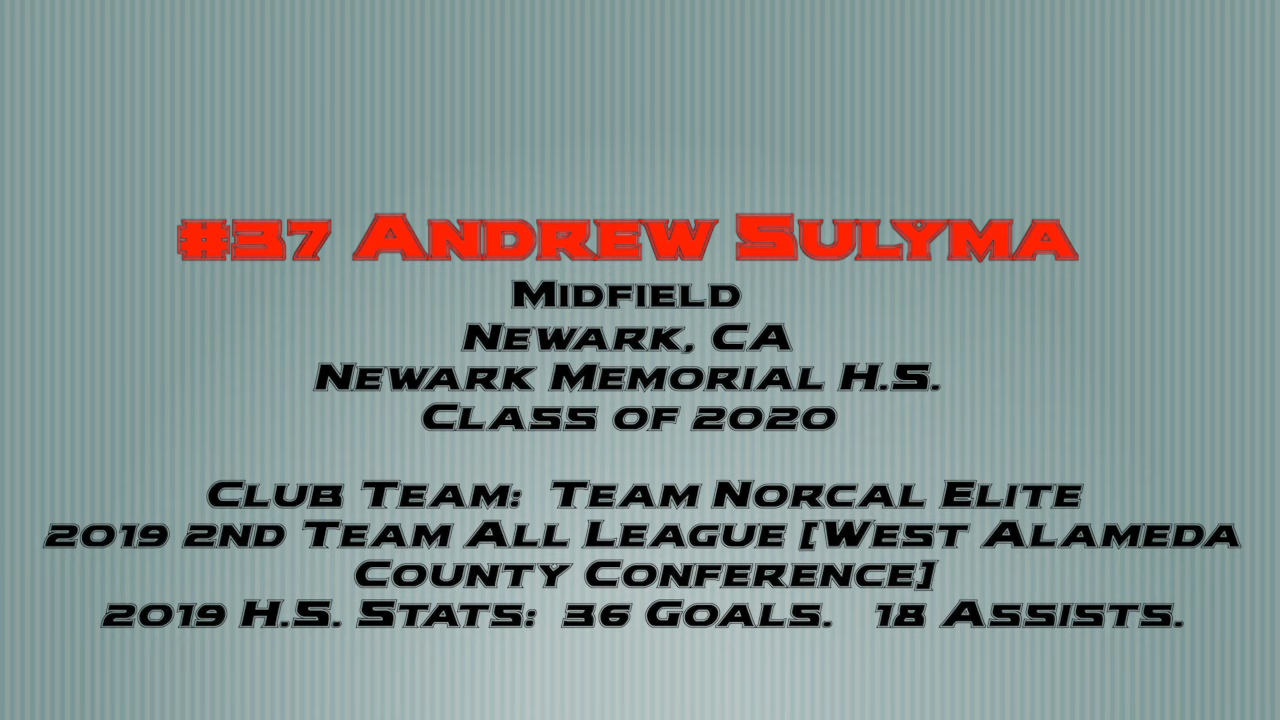 #37 Andrew Sulyma
Midfield
Newark, CA
Newark Memorial H.S.
Class of 2020
Club Team: Team Norcal Elite
2019 2nd Team All League [West Alameda
County Conference]
2019 H.S. Stats: 36 Goals. 18 Assists.